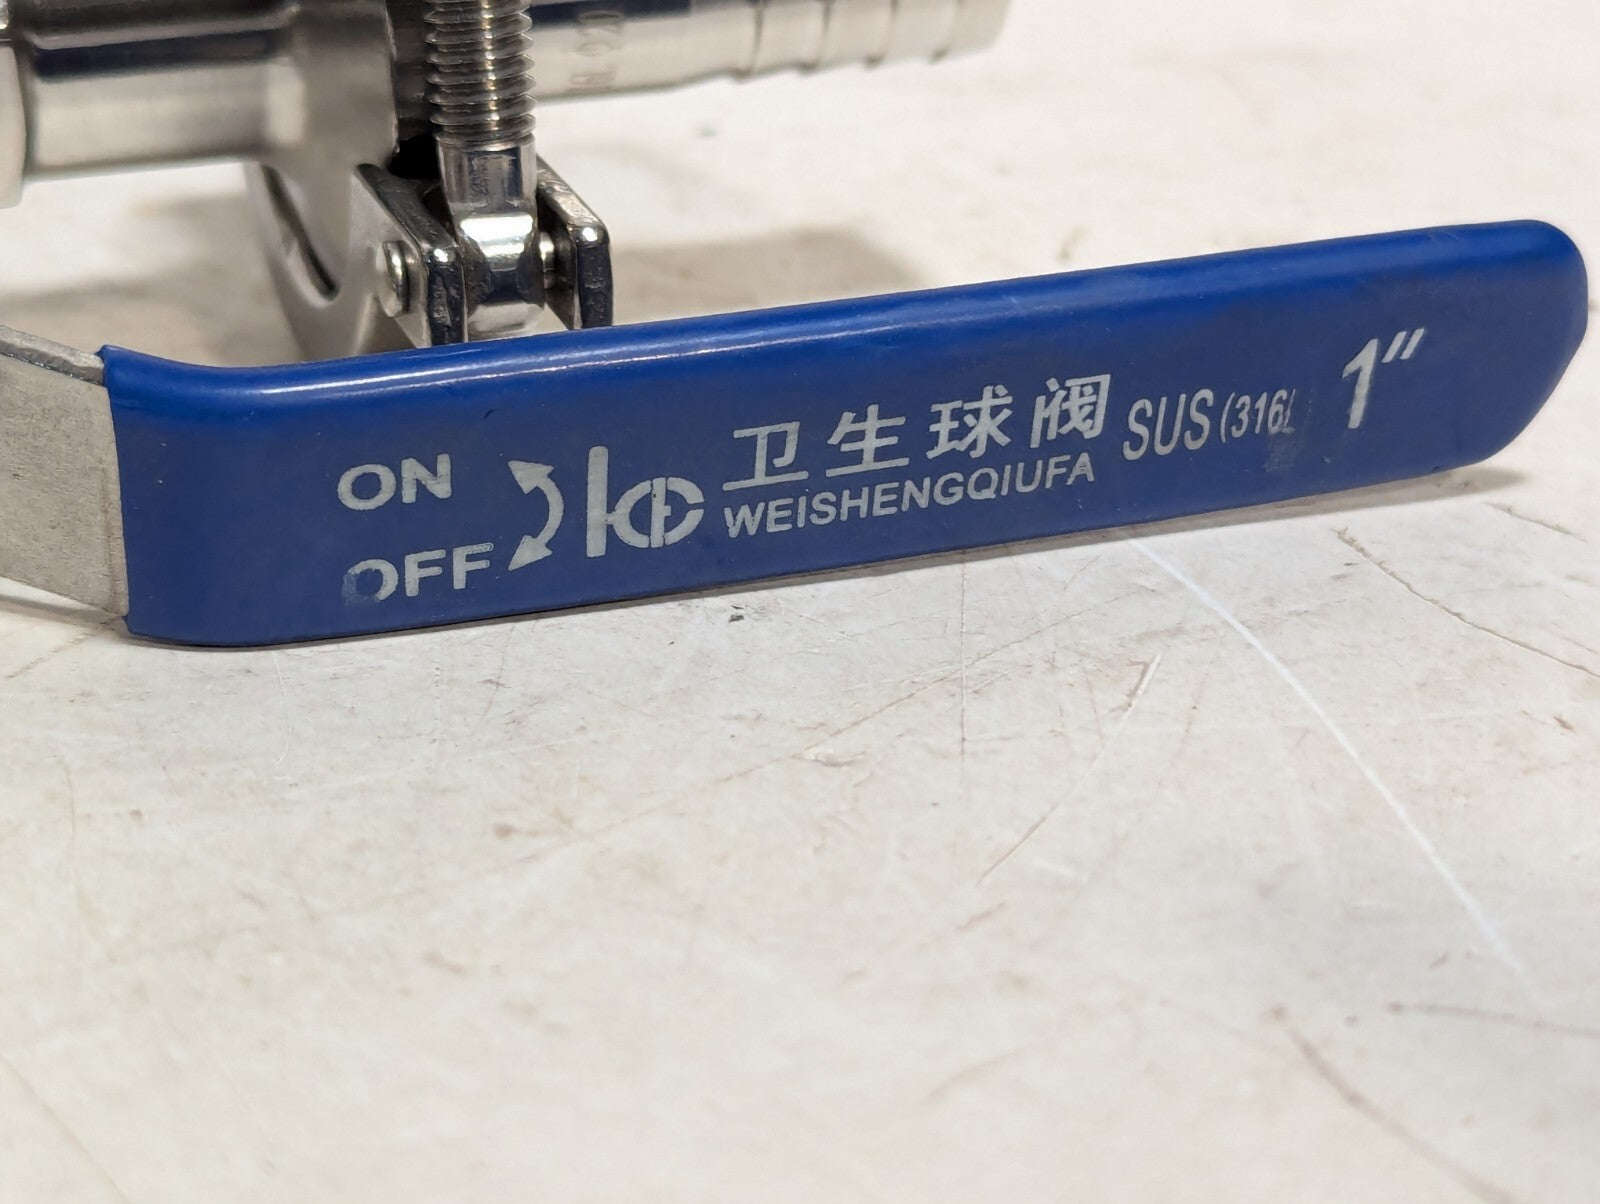 ON
OFF
卫生球阀
WEISHENGQIUFA
SUS (316L
1"